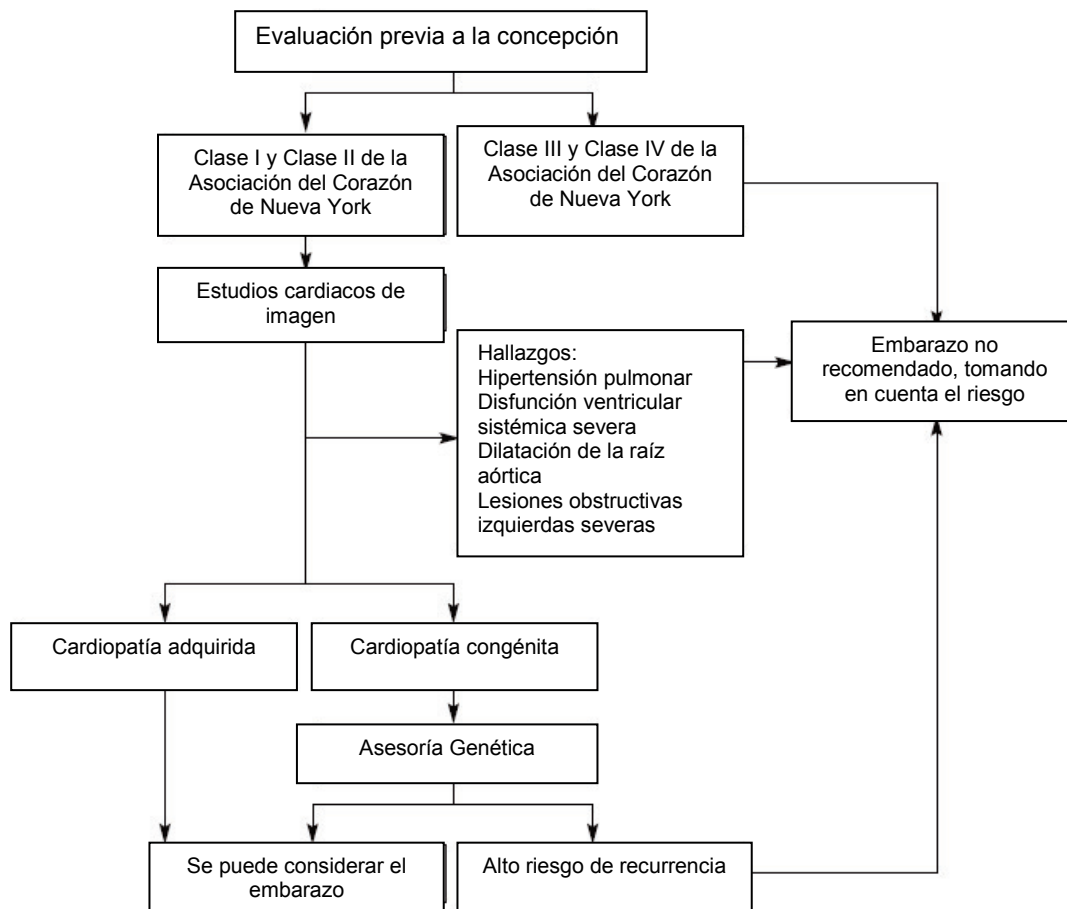 Evaluación previa a la concepción
Clase I y Clase II de la
Asociación del Corazón
de Nueva York
Clase III y Clase IV de la
Asociación del Corazón
de Nueva York
Estudios cardiacos de
imagen
Hallazgos:
Hipertensión pulmonar
Disfunción ventricular
sistémica severa
Dilatación de la raíz
aórtica
Lesiones obstructivas
izquierdas severas
Embarazo no
recomendado, tomando
en cuenta el riesgo
Cardiopatía adquirida
Cardiopatía congénita
Asesoría Genética
Se puede considerar el
embarazo
Alto riesgo de recurrencia